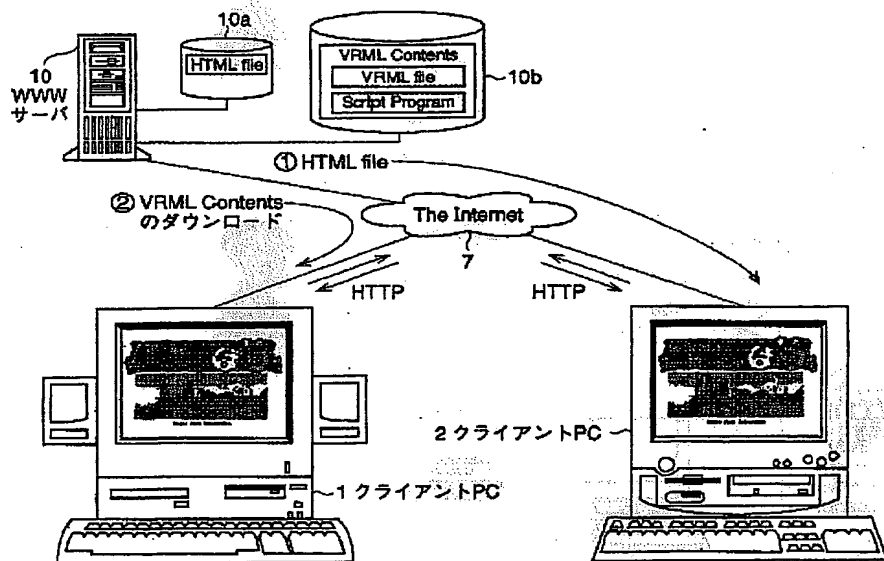 10a
HTML file
VRML Contents
VRML file
Script Program
10b
10
WWW
サーバ
① HTML file
② VRML Contents
のダウンロード
The Internet
7
HTTP
HTTP
2 クライアントPC
1 クライアントPC